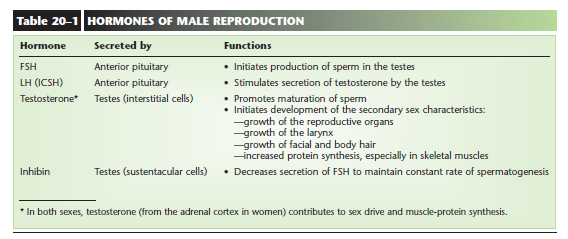 Table 20–1 HORMONES OF MALE REPRODUCTION
Hormone Secreted by Functions
FSH Anterior pituitary • Initiates production of sperm in the testes
LH (ICSH) Anterior pituitary • Stimulates secretion of testosterone by the testes
Testosterone* Testes (interstitial cells) • Promotes maturation of sperm
• Initiates development of the secondary sex characteristics:
—growth of the reproductive organs
—growth of the larynx
—growth of facial and body hair
—increased protein synthesis, especially in skeletal muscles
Inhibin Testes (sustentacular cells) • Decreases secretion of FSH to maintain constant rate of spermatogenesis
* In both sexes, testosterone (from the adrenal cortex in women) contributes to sex drive and muscle-protein synthesis.